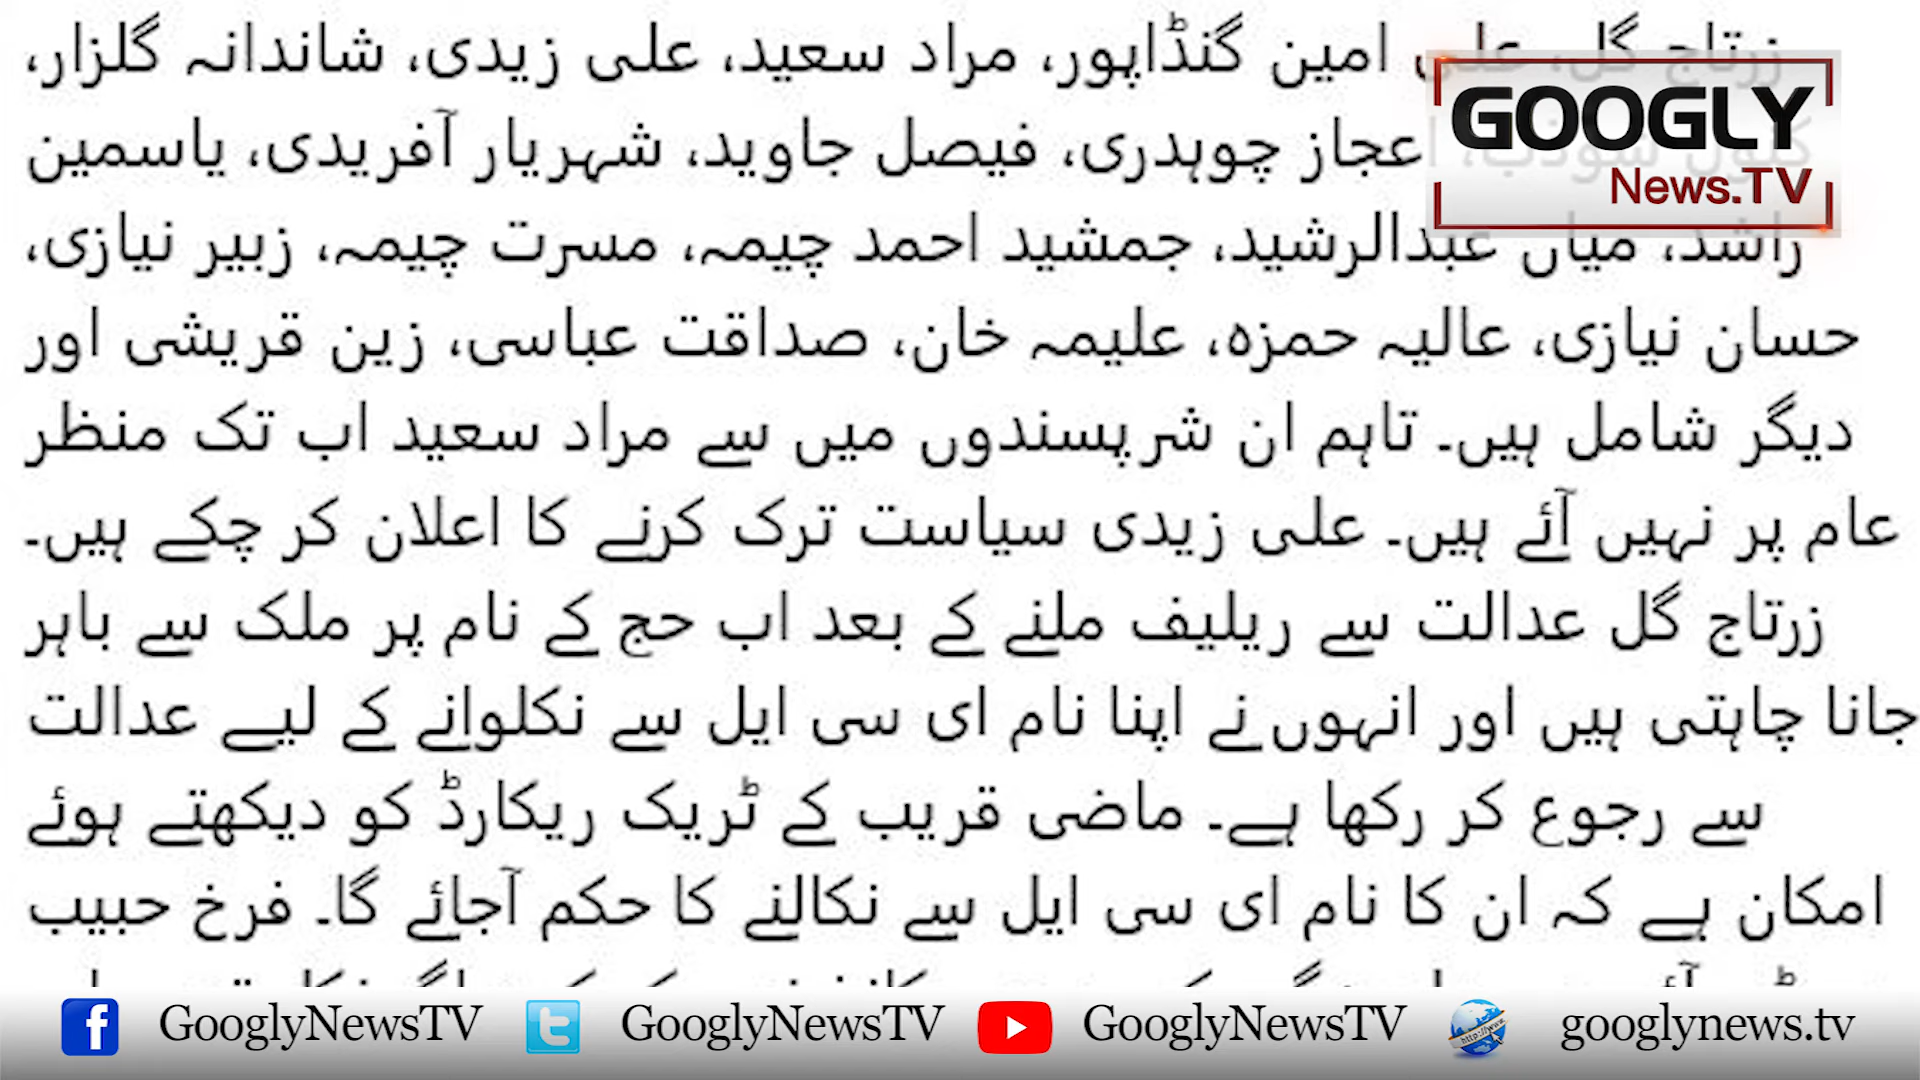 زرتاج گل، علی امین گنڈاپور، مراد سعید، علی زیدی، شاندانہ گلزار،
اعجاز چوہدری، فیصل جاوید، شہریار آفریدی، یاسمین
راشد، میاں عبدالرشید، جمشید احمد چیمہ، مسرت چیمہ، زبیر نیازی،
حسان نیازی، عالیہ حمزہ، علیمہ خان، صداقت عباسی، زین قریشی اور
دیگر شامل ہیں۔ تاہم ان شرپسندوں میں سے مراد سعید اب تک منظر
عام پر نہیں آئے ہیں۔ علی زیدی سیاست ترک کرنے کا اعلان کر چکے ہیں۔
زرتاج گل عدالت سے ریلیف ملنے کے بعد اب حج کے نام پر ملک سے باہر
جانا چاہتی ہیں اور انہوں نے اپنا نام ای سی ایل سے نکلوانے کے لیے عدالت
سے رجوع کر رکھا ہے۔ ماضی قریب کے ٹریک ریکارڈ کو دیکھتے ہوئے
امکان ہے کہ ان کا نام ای سی ایل سے نکالنے کا حکم آجائے گا۔ فرخ حبیب
GOOGLY
News.TV
GooglyNewsTV
GooglyNewsTV
GooglyNewsTV
googlynews.tv